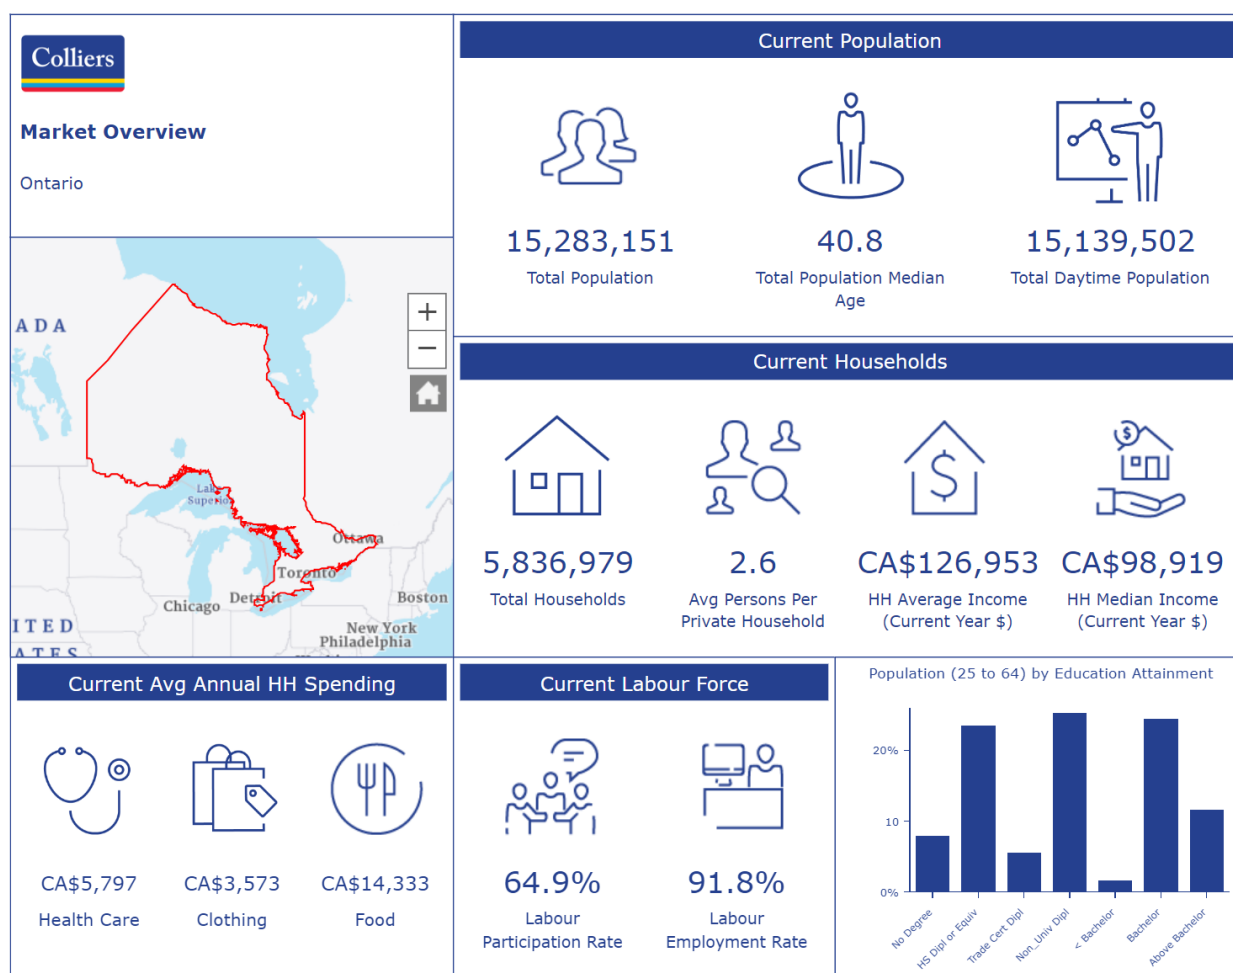 Colliers
Market Overview
Ontario
Current Population
15,283,151
Total Population
40.8
Total Population Median
Age
15,139,502
Total Daytime Population
ADA
+
−
Lake
Superior
Ottawa
Toronto
Detroit
Chicago
Boston
New York
Philadelphia
ITED
ATES
Current Households
5,836,979
Total Households
2.6
Avg Persons Per
Private Household
CA$126,953
HH Average Income
(Current Year $)
CA$98,919
HH Median Income
(Current Year $)
Current Avg Annual HH Spending
CA$5,797
Health Care
CA$3,573
Clothing
CA$14,333
Food
Current Labour Force
64.9%
Labour
Participation Rate
91.8%
Labour
Employment Rate
Population (25 to 64) by Education Attainment
20%
10
0%
No Degree
HS Dipl or Equiv
Trade Cert Dipl
Non_Univ Dipl
< Bachelor
Bachelor
Above Bachelor